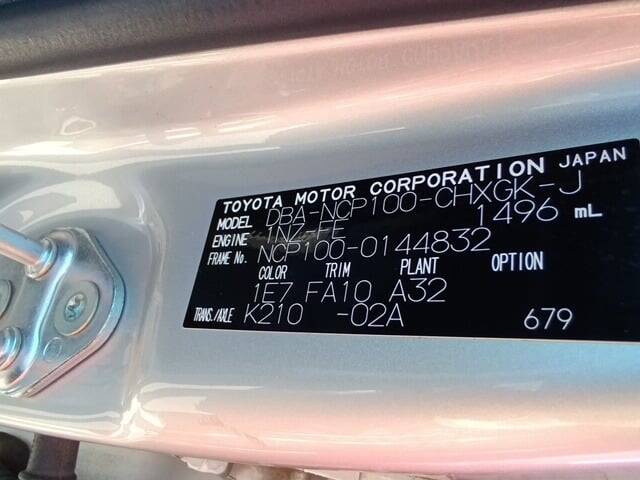 TOYOTA MOTOR CORPORATION JAPAN
MODEL DBA-NCP100-CHXGK-J
ENGINE 1NZ-FE 1496 mL
FRAME No. NCP100-0144832
COLOR TRIM PLANT OPTION
1E7 FA10 A32
TRANS./AXLE K210 -02A 679